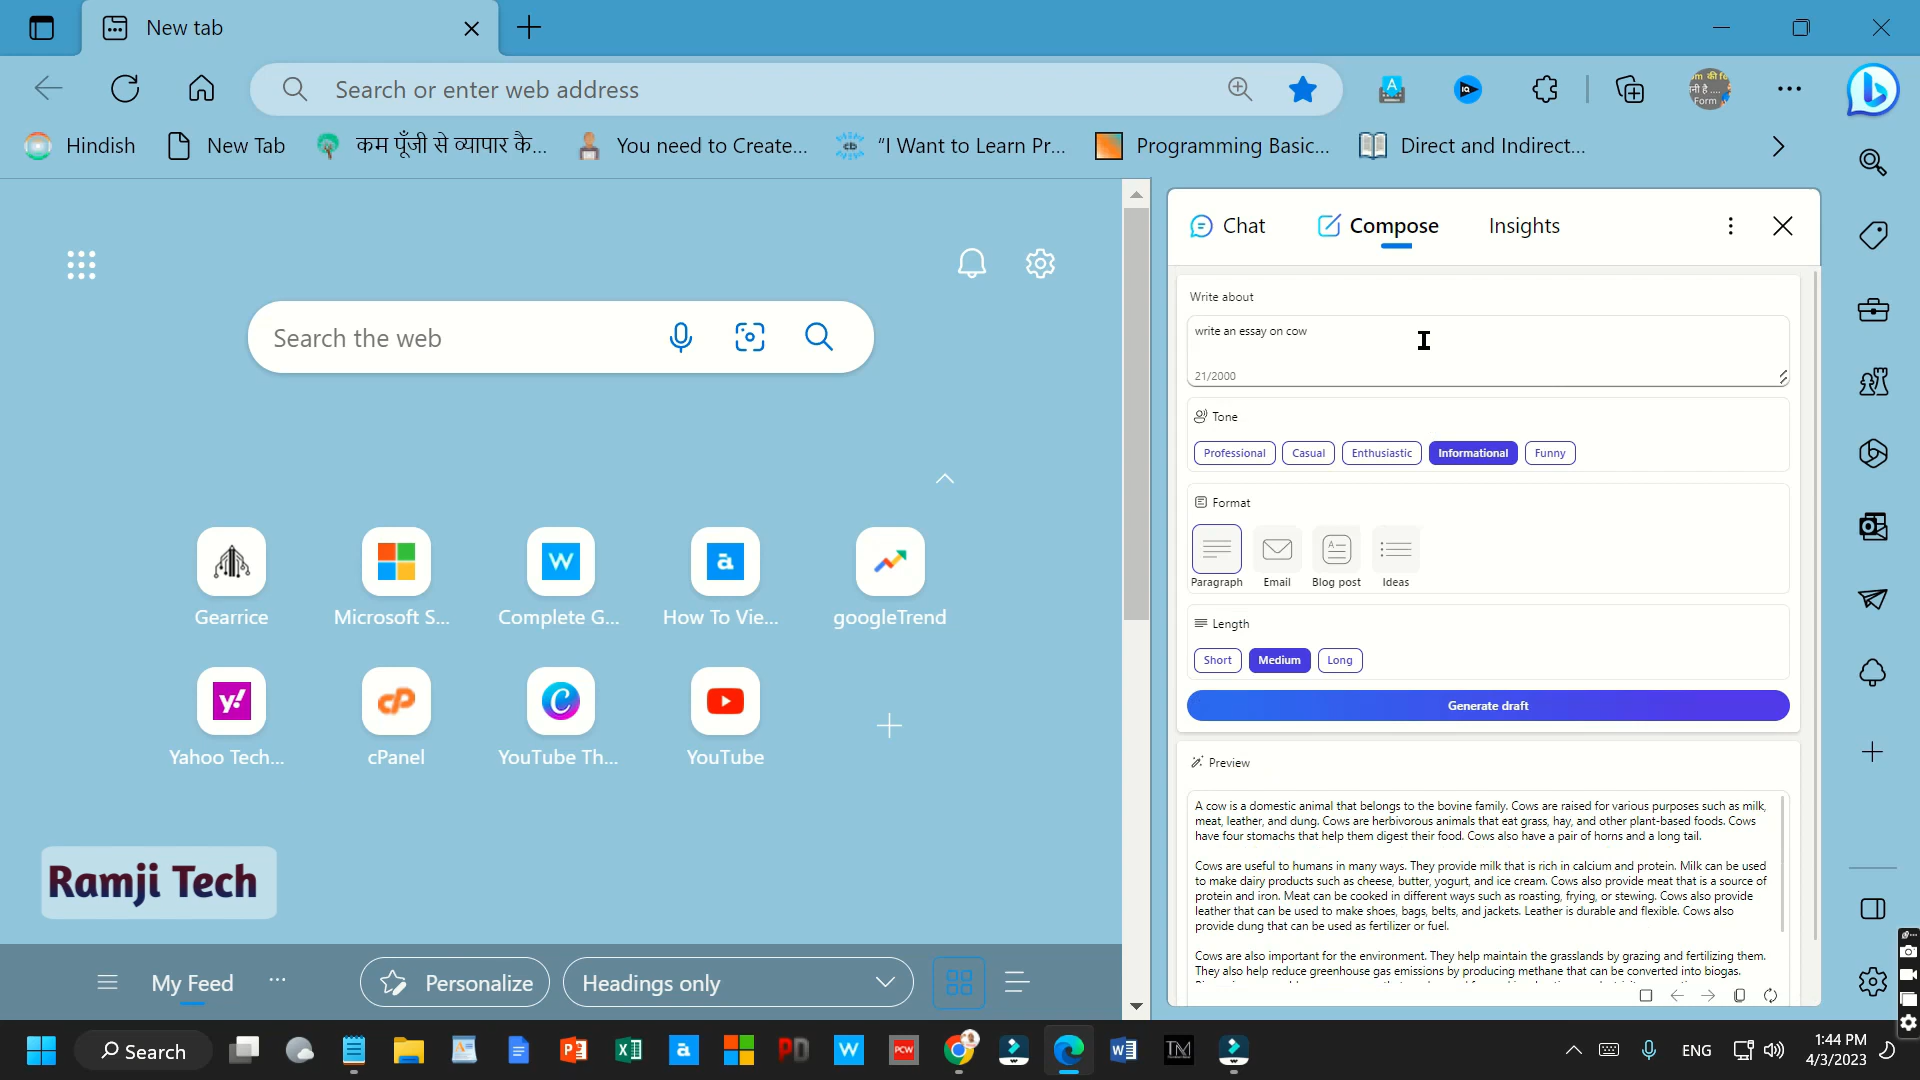 New tab
Search or enter web address
Hindish
New Tab
कम पूँजी से व्यापार कै...
You need to Create...
"I Want to Learn Pr...
Programming Basic...
Direct and Indirect...
Search the web
Gearrice
Microsoft S...
Complete G...
How To Vie...
googleTrend
Yahoo Tech...
cPanel
YouTube Th...
YouTube
Ramji Tech
My Feed
Personalize
Headings only
Chat
Compose
Insights
Write about
write an essay on cow
21/2000
Tone
Professional
Casual
Enthusiastic
Informational
Funny
Format
Paragraph
Email
Blog post
Ideas
Length
Short
Medium
Long
Generate draft
Preview
A cow is a domestic animal that belongs to the bovine family. Cows are raised for various purposes such as milk,
meat, leather, and dung. Cows are herbivorous animals that eat grass, hay, and other plant-based foods. Cows
have four stomachs that help them digest their food. Cows also have a pair of horns and a long tail.
Cows are useful to humans in many ways. They provide milk that is rich in calcium and protein. Milk can be used
to make dairy products such as cheese, butter, yogurt, and ice cream. Cows also provide meat that is a source of
protein and iron. Meat can be cooked in different ways such as roasting, frying, or stewing. Cows also provide
leather that can be used to make shoes, bags, belts, and jackets. Leather is durable and flexible. Cows also
provide dung that can be used as fertilizer or fuel.
Cows are also important for the environment. They help maintain the grasslands by grazing and fertilizing them.
They also help reduce greenhouse gas emissions by producing methane that can be converted into biogas.
Search
ENG
1:44 PM
4/3/2023